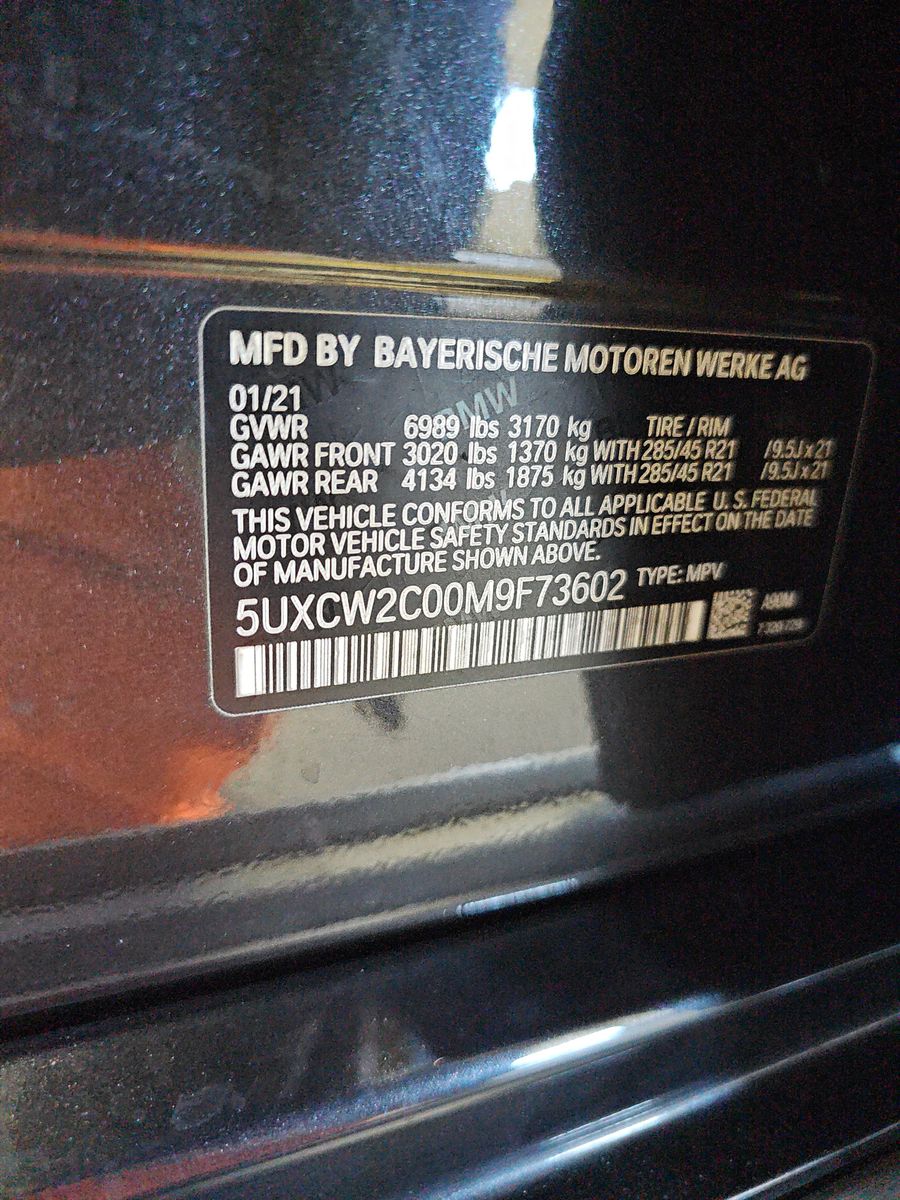 MFD BY BAYERISCHE MOTOREN WERKE AG
01/21
GVWR 6989 lbs 3170 kg TIRE / RIM
GAWR FRONT 3020 lbs 1370 kg WITH 285/45 R21 /9.5J x 21
GAWR REAR 4134 lbs 1875 kg WITH 285/45 R21 /9.5J x 21
THIS VEHICLE CONFORMS TO ALL APPLICABLE U. S. FEDERAL
MOTOR VEHICLE SAFETY STANDARDS IN EFFECT ON THE DATE
OF MANUFACTURE SHOWN ABOVE.
5UXCW2C00M9F73602 TYPE: MPV
BMW